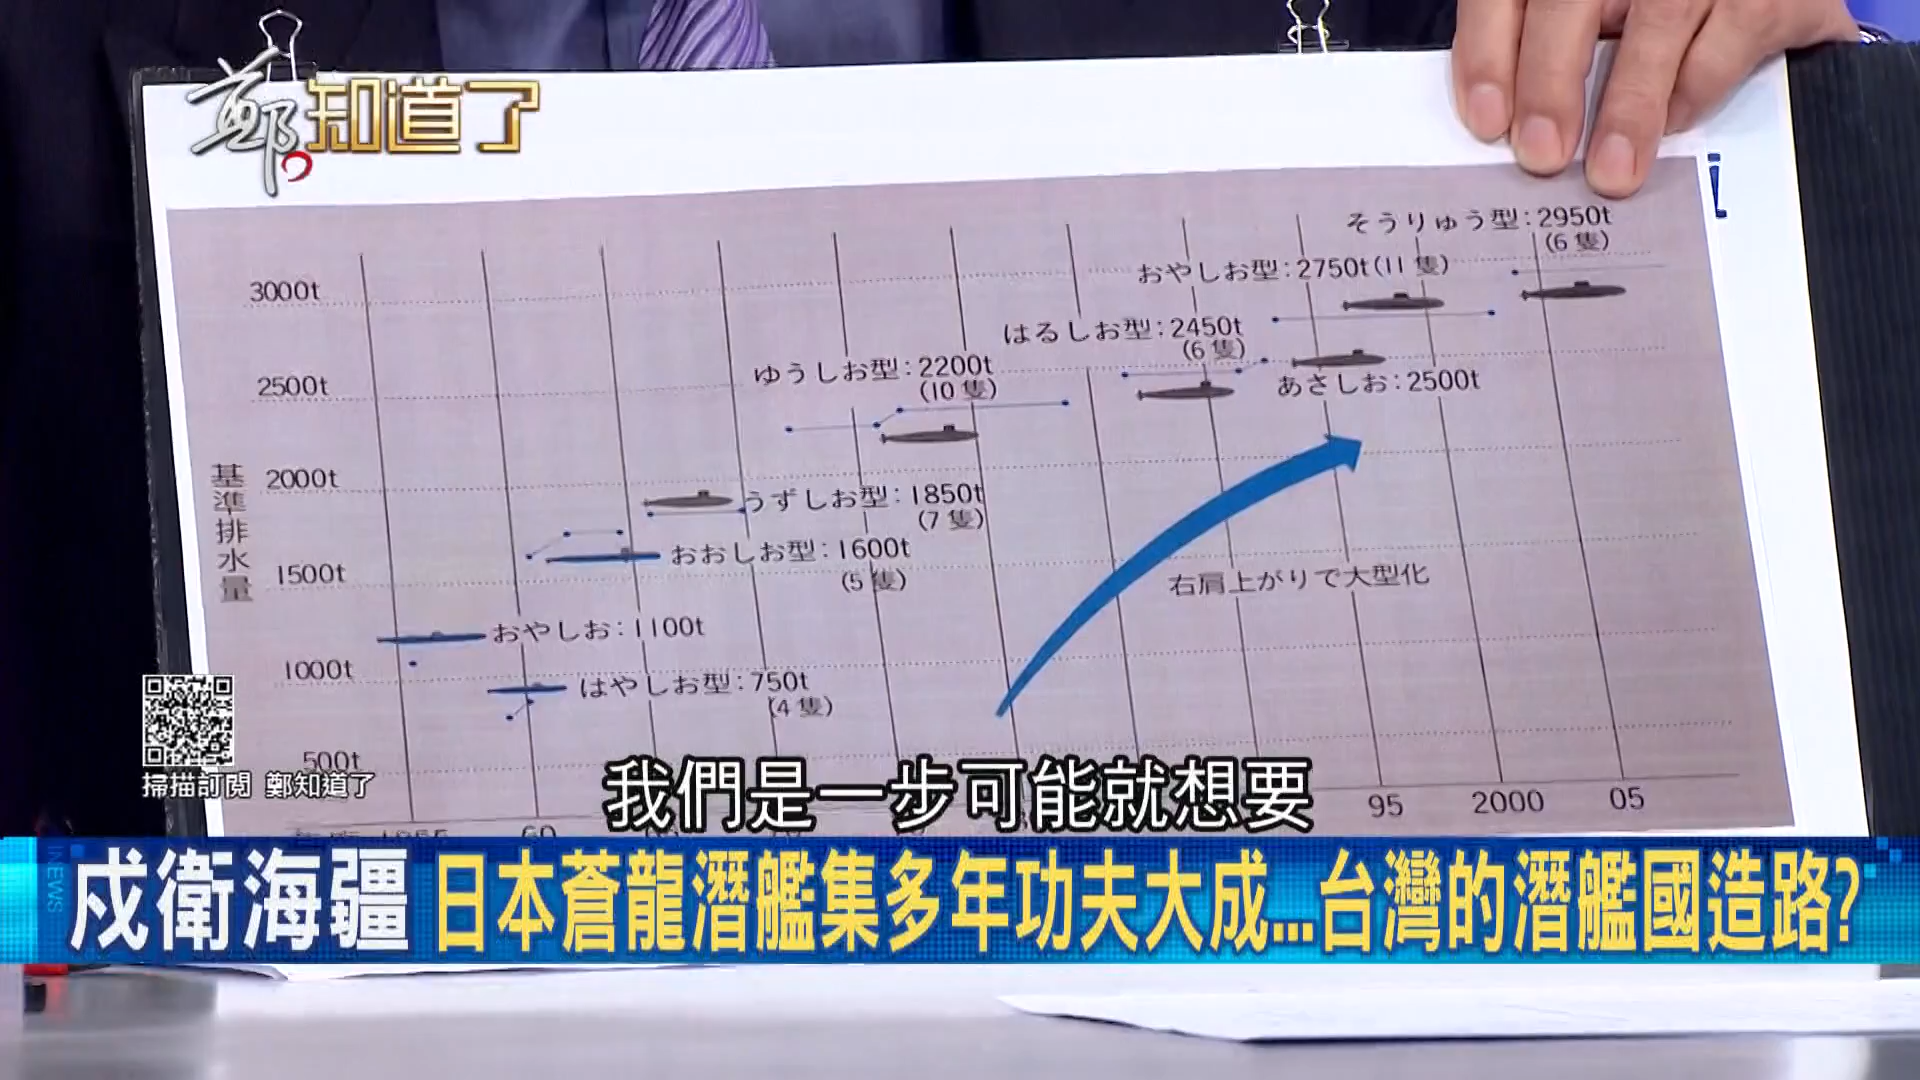 鄭知道了
そうりゅう型:2950t
(6隻)
おやしお型:2750t(11隻)
3000t
はるしお型:2450t
(6隻)
ゆうしお型:2200t
(10隻)
2500t
あさしお:2500t
基準排水量
2000t
うずしお型:1850t
(7隻)
おおしお型:1600t
(5隻)
1500t
右肩上がりで大型化
おやしお:1100t
1000t
はやしお型:750t
(4隻)
500t
掃描訂閱 鄭知道了
我們是一步可能就想要
95 2000 05
NEWS
戍衛海疆
日本蒼龍潛艦集多年功夫大成...台灣的潛艦國造路?